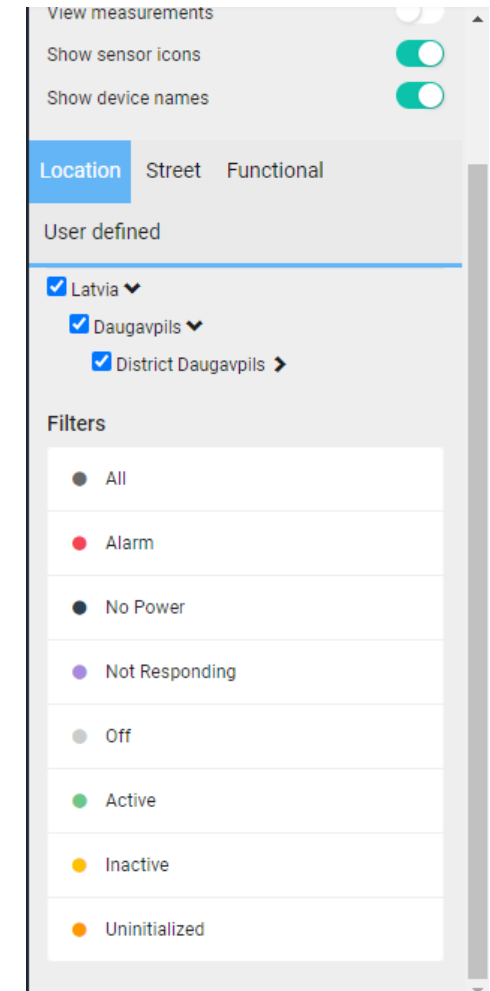 View measurements
Show sensor icons
Show device names
Location Street Functional
User defined
Latvia
Daugavpils
District Daugavpils
Filters
All
Alarm
No Power
Not Responding
Off
Active
Inactive
Uninitialized